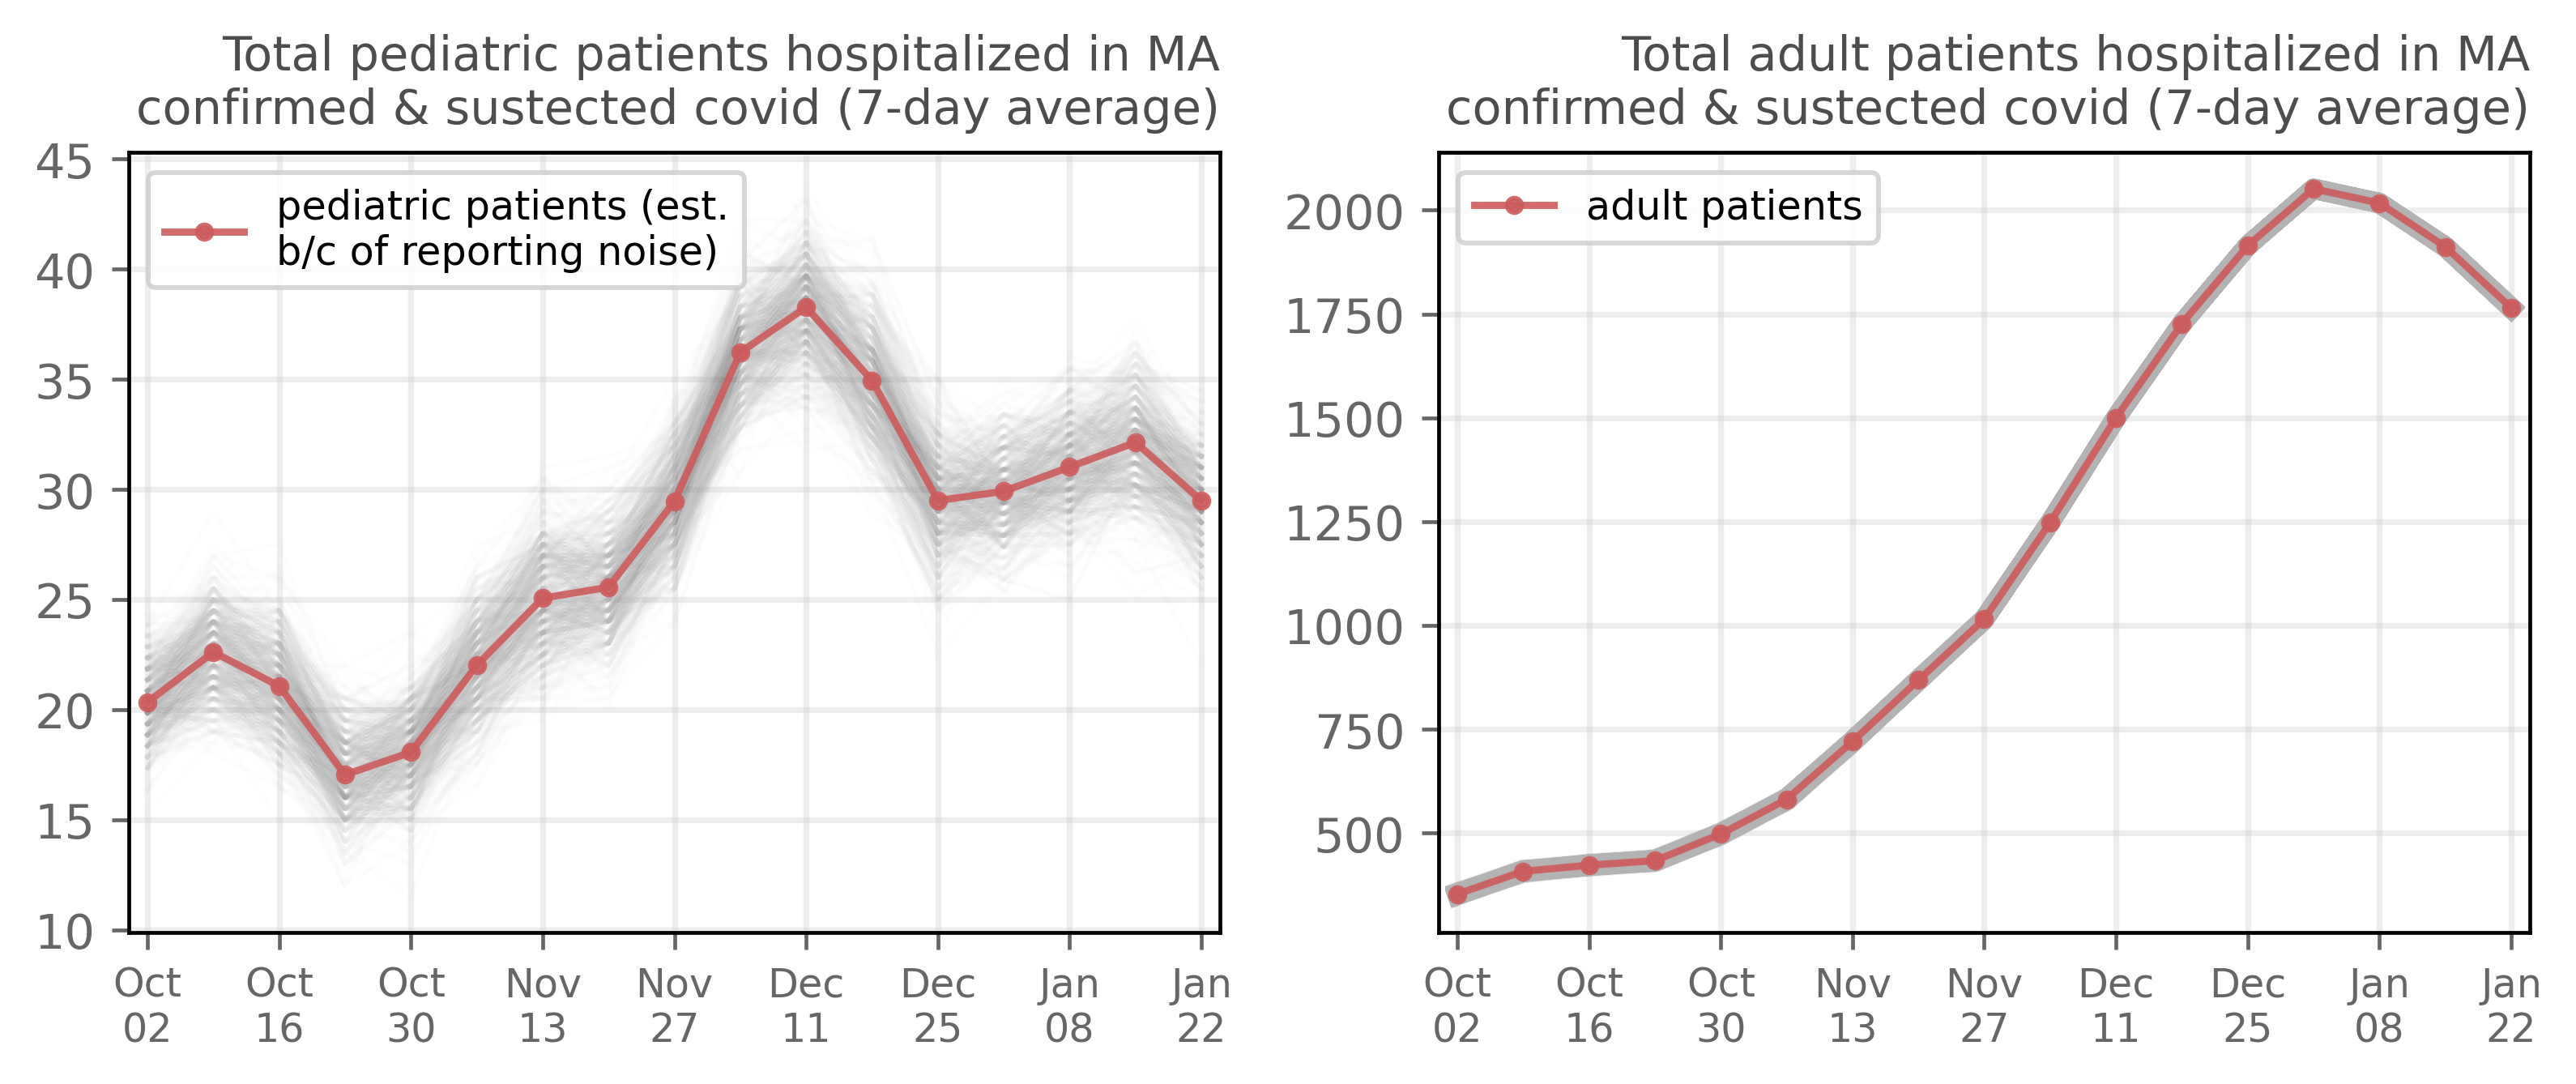 Total pediatric patients hospitalized in MA
confirmed & sustected covid (7-day average)
45
40
35
30
25
20
15
10
pediatric patients (est.
b/c of reporting noise)
Oct
02
Oct
16
Oct
30
Nov
13
Nov
27
Dec
11
Dec
25
Jan
08
Jan
22
Total adult patients hospitalized in MA
confirmed & sustected covid (7-day average)
2000
1750
1500
1250
1000
750
500
adult patients
Oct
02
Oct
16
Oct
30
Nov
13
Nov
27
Dec
11
Dec
25
Jan
08
Jan
22